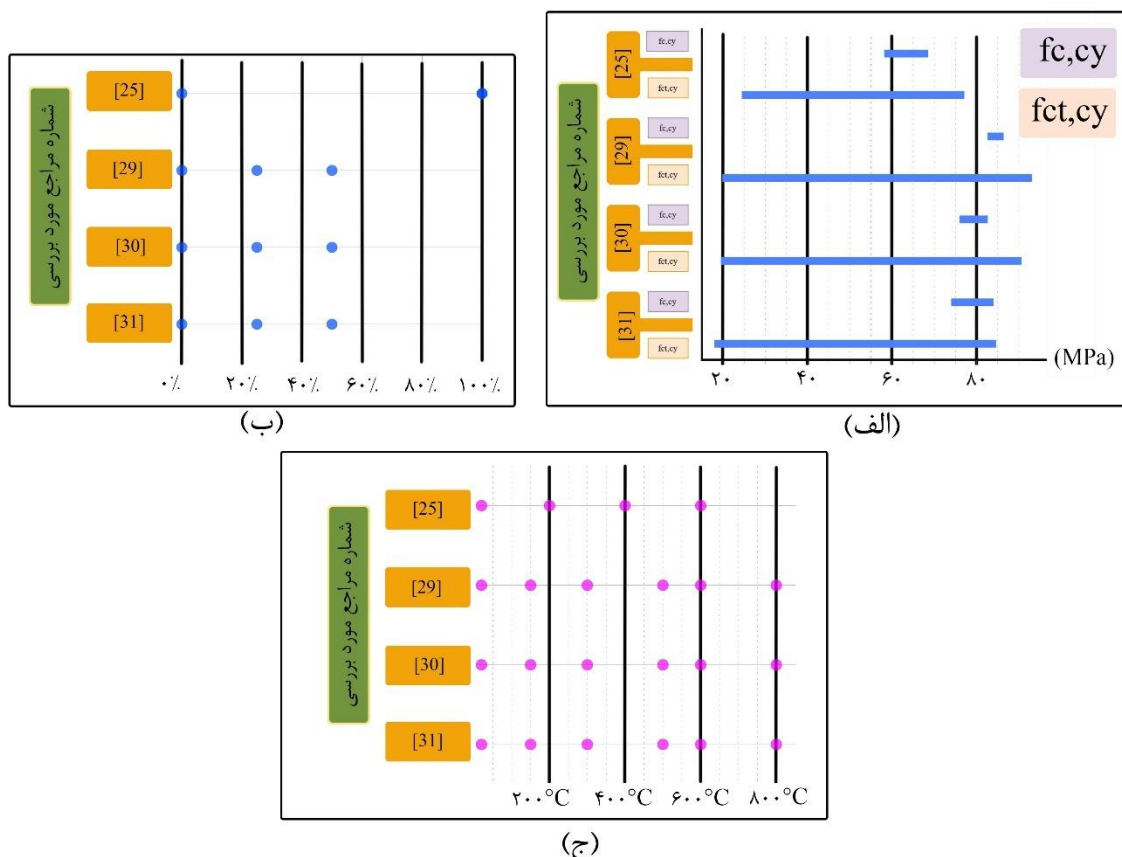 fc,cy
fct,cy
شماره مراجع مورد بررسی
[25]
fc,cy
fct,cy
[29]
fc,cy
fct,cy
[30]
fc,cy
fct,cy
[31]
fc,cy
fct,cy
۲۰ ۴۰ ۶۰ ۸۰ (MPa)
(الف)
شماره مراجع مورد بررسی
[25]
[29]
[30]
[31]
۰٪ ۲۰٪ ۴۰٪ ۶۰٪ ۸۰٪ ۱۰۰٪
(ب)
شماره مراجع مورد بررسی
[25]
[29]
[30]
[31]
۲۰۰°C ۴۰۰°C ۶۰۰°C ۸۰۰°C
(ج)